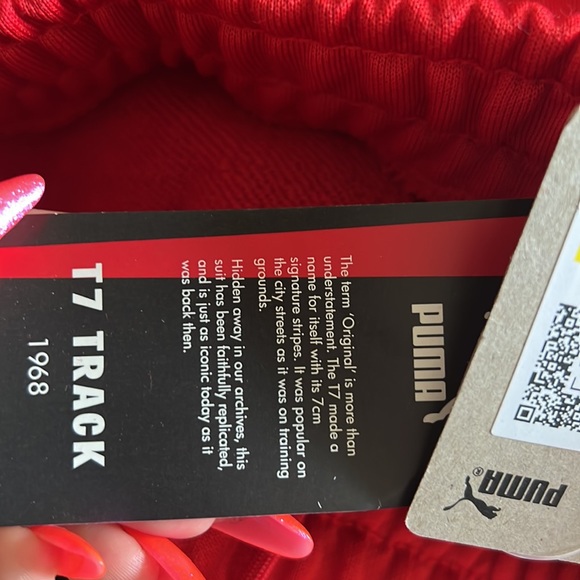 PUMA
The term 'Original' is more than
understatement. The T7 made a
name for itself with its 7cm
signature stripes. It was popular on
the city streets as it was on training
grounds.
Hidden away in our archives, this
suit has been faithfully replicated,
and is just as iconic today as it
was back then.
T7 TRACK
1968
PUMA®